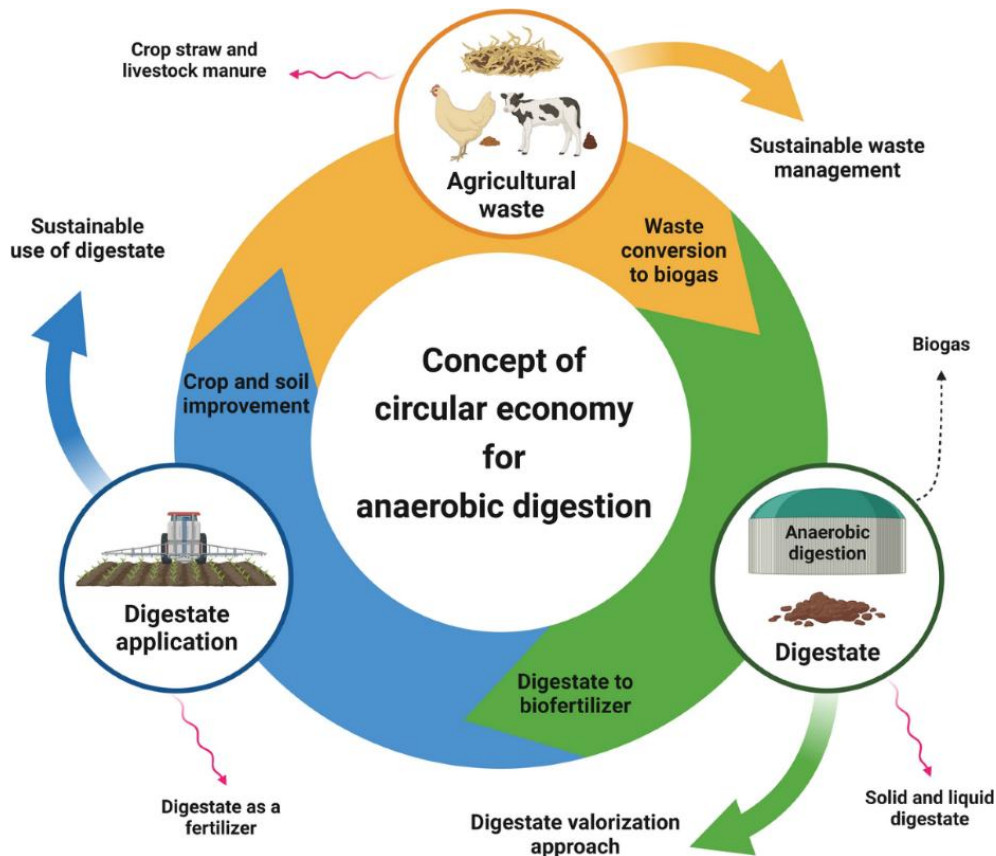 Crop straw and
livestock manure
Agricultural
waste
Sustainable waste
management
Sustainable
use of digestate
Waste
conversion
to biogas
Biogas
Crop and soil
improvement
Concept of
circular economy
for
anaerobic digestion
Anaerobic
digestion
Digestate
Digestate
application
Digestate to
biofertilizer
Digestate as a
fertilizer
Digestate valorization
approach
Solid and liquid
digestate